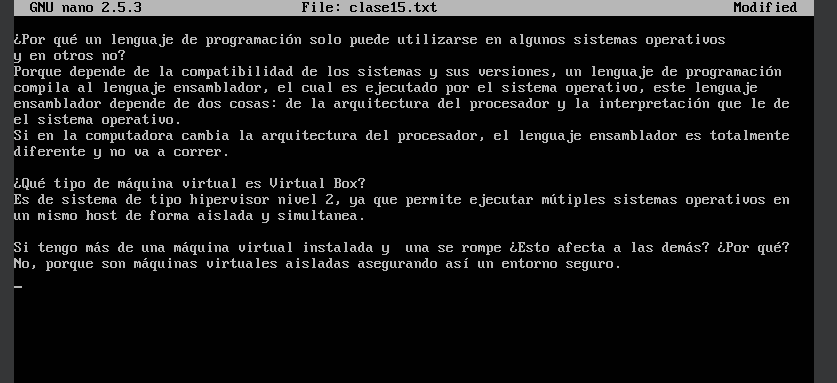 GNU nano 2.5.3 File: clase15.txt Modified
¿Por qué un lenguaje de programación solo puede utilizarse en algunos sistemas operativos
y en otros no?
Porque depende de la compatibilidad de los sistemas y sus versiones, un lenguaje de programación
compila al lenguaje ensamblador, el cual es ejecutado por el sistema operativo, este lenguaje
ensamblador depende de dos cosas: de la arquitectura del procesador y la interpretación que le de
el sistema operativo.
Si en la computadora cambia la arquitectura del procesador, el lenguaje ensamblador es totalmente
diferente y no va a correr.
¿Qué tipo de máquina virtual es Virtual Box?
Es de sistema de tipo hipervisor nivel 2, ya que permite ejecutar mútiples sistemas operativos en
un mismo host de forma aislada y simultanea.
Si tengo más de una máquina virtual instalada y  una se rompe ¿Esto afecta a las demás? ¿Por qué?
No, porque son máquinas virtuales aisladas asegurando así un entorno seguro.